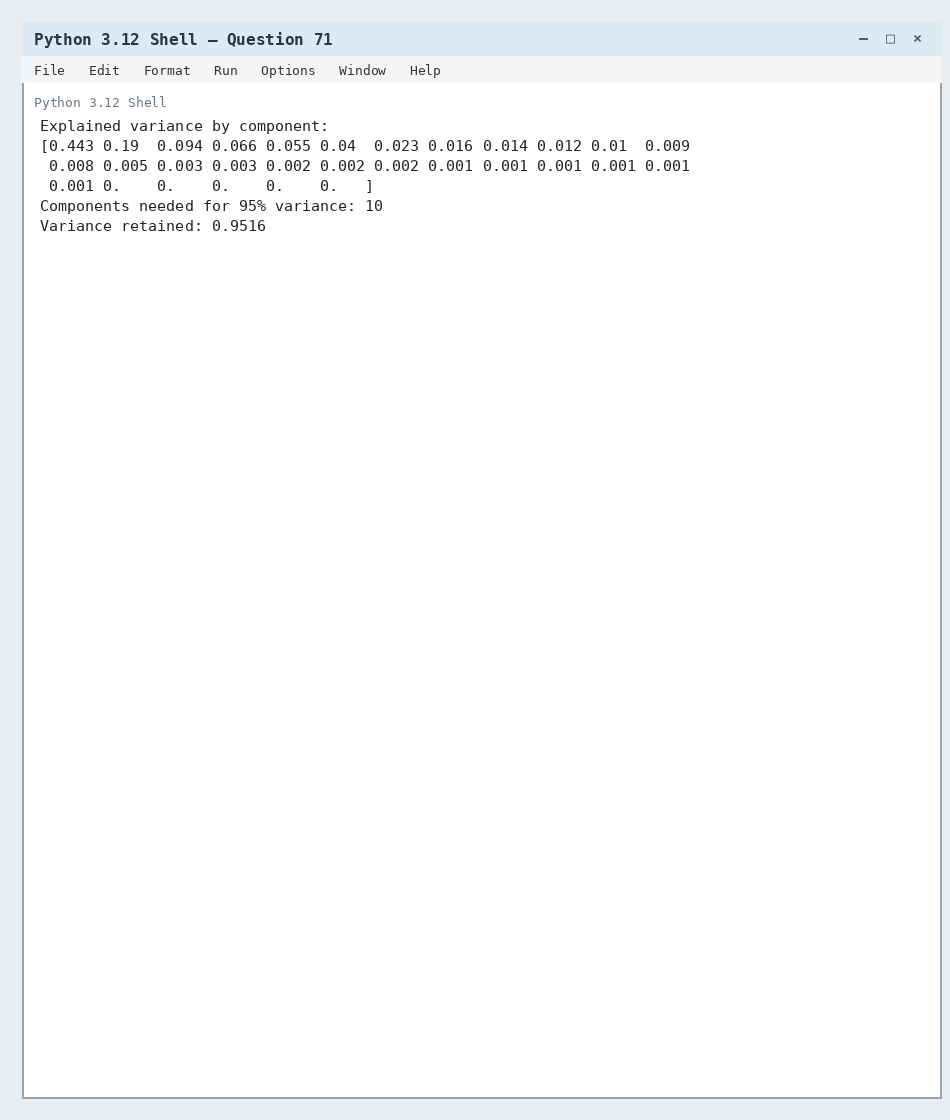 Python 3.12 Shell — Question 71
File Edit Format Run Options Window Help
Python 3.12 Shell
Explained variance by component:
[0.443 0.19  0.094 0.066 0.055 0.04  0.023 0.016 0.014 0.012 0.01  0.009
 0.008 0.005 0.003 0.003 0.002 0.002 0.002 0.001 0.001 0.001 0.001 0.001
 0.001 0.    0.    0.    0.    0.   ]
Components needed for 95% variance: 10
Variance retained: 0.9516